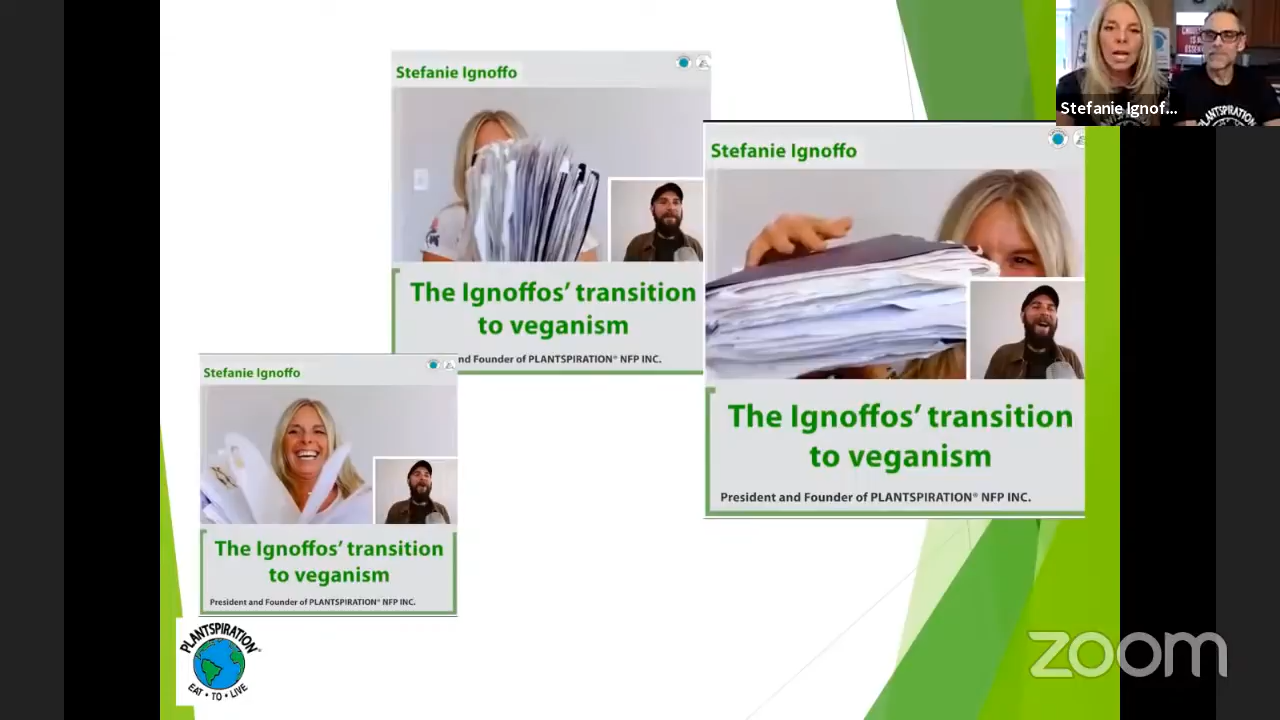 Stefanie Ignoffo
The Ignoffos' transition
to veganism
nd Founder of PLANTSPIRATION® NFP INC.
Stefanie Ignoffo
The Ignoffos' transition
to veganism
President and Founder of PLANTSPIRATION® NFP INC.
Stefanie Ignoffo
The Ignoffos' transition
to veganism
President and Founder of PLANTSPIRATION® NFP INC.
PLANTSPIRATION®
EAT • TO • LIVE
Stefanie Ignof...
PLANTSPIRATION
zoom